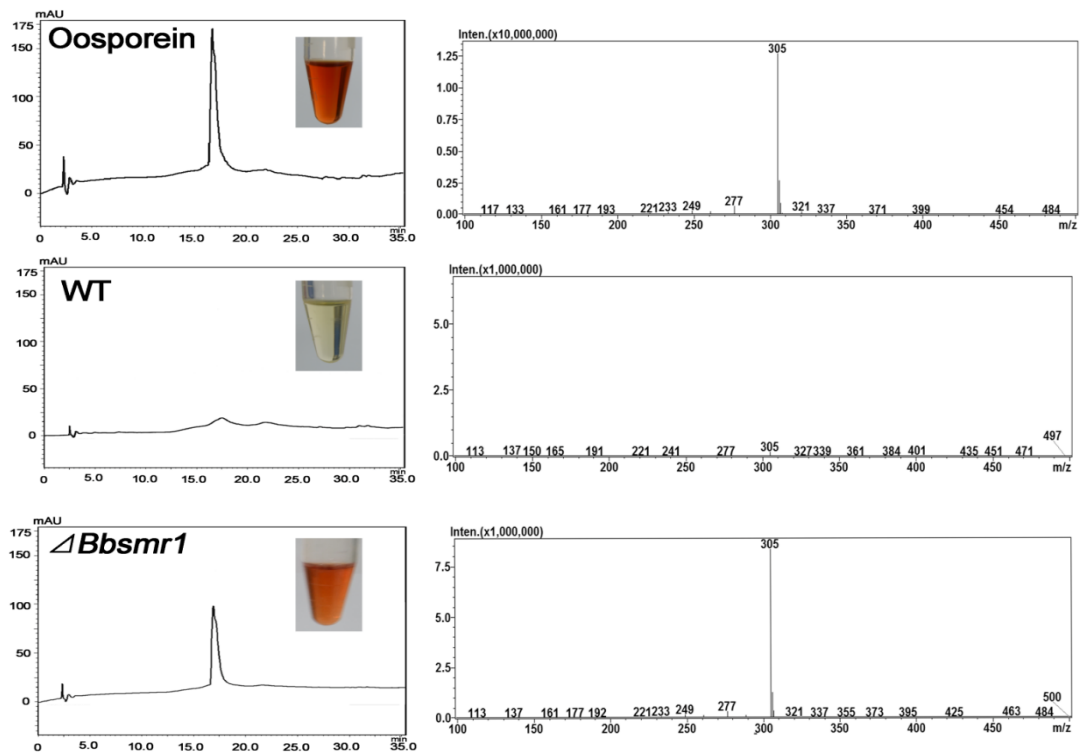 mAU
175
Oosporein
150
100
50
0
0 5.0 10.0 15.0 20.0 25.0 30.0 min 35.0
Inten.(x10,000,000)
305
1.25
1.00
0.75
0.50
0.25
0.00
117 133 161 177 193 221 233 249 277 321 337 371 399 454 484
100 150 200 250 300 350 400 450 m/z
mAU
175
WT
150
100
50
0
0 5.0 10.0 15.0 20.0 25.0 30.0 min 35.0
Inten.(x1,000,000)
5.0
2.5
0.0
113 137 150 165 191 221 241 277 305 327 339 361 384 401 435 451 471 497
100 150 200 250 300 350 400 450 m/z
mAU
175
⊿Bbsmr1
150
100
50
0
0 5.0 10.0 15.0 20.0 25.0 30.0 min 35.0
Inten.(x1,000,000)
305
7.5
5.0
2.5
0.0
113 137 161 177 192 221 233 249 277 321 337 355 373 395 425 463 484 500
100 150 200 250 300 350 400 450 m/z